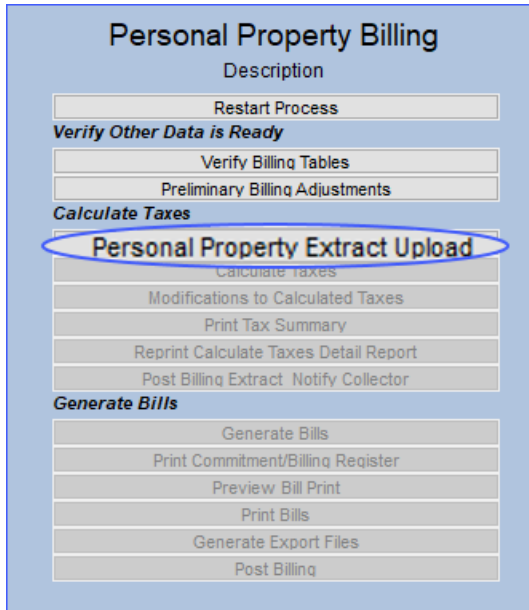 Personal Property Billing
Description
Restart Process
Verify Other Data is Ready
Verify Billing Tables
Preliminary Billing Adjustments
Calculate Taxes
Personal Property Extract Upload
Calculate Taxes
Modifications to Calculated Taxes
Print Tax Summary
Reprint Calculate Taxes Detail Report
Post Billing Extract Notify Collector
Generate Bills
Generate Bills
Print Commitment/Billing Register
Preview Bill Print
Print Bills
Generate Export Files
Post Billing